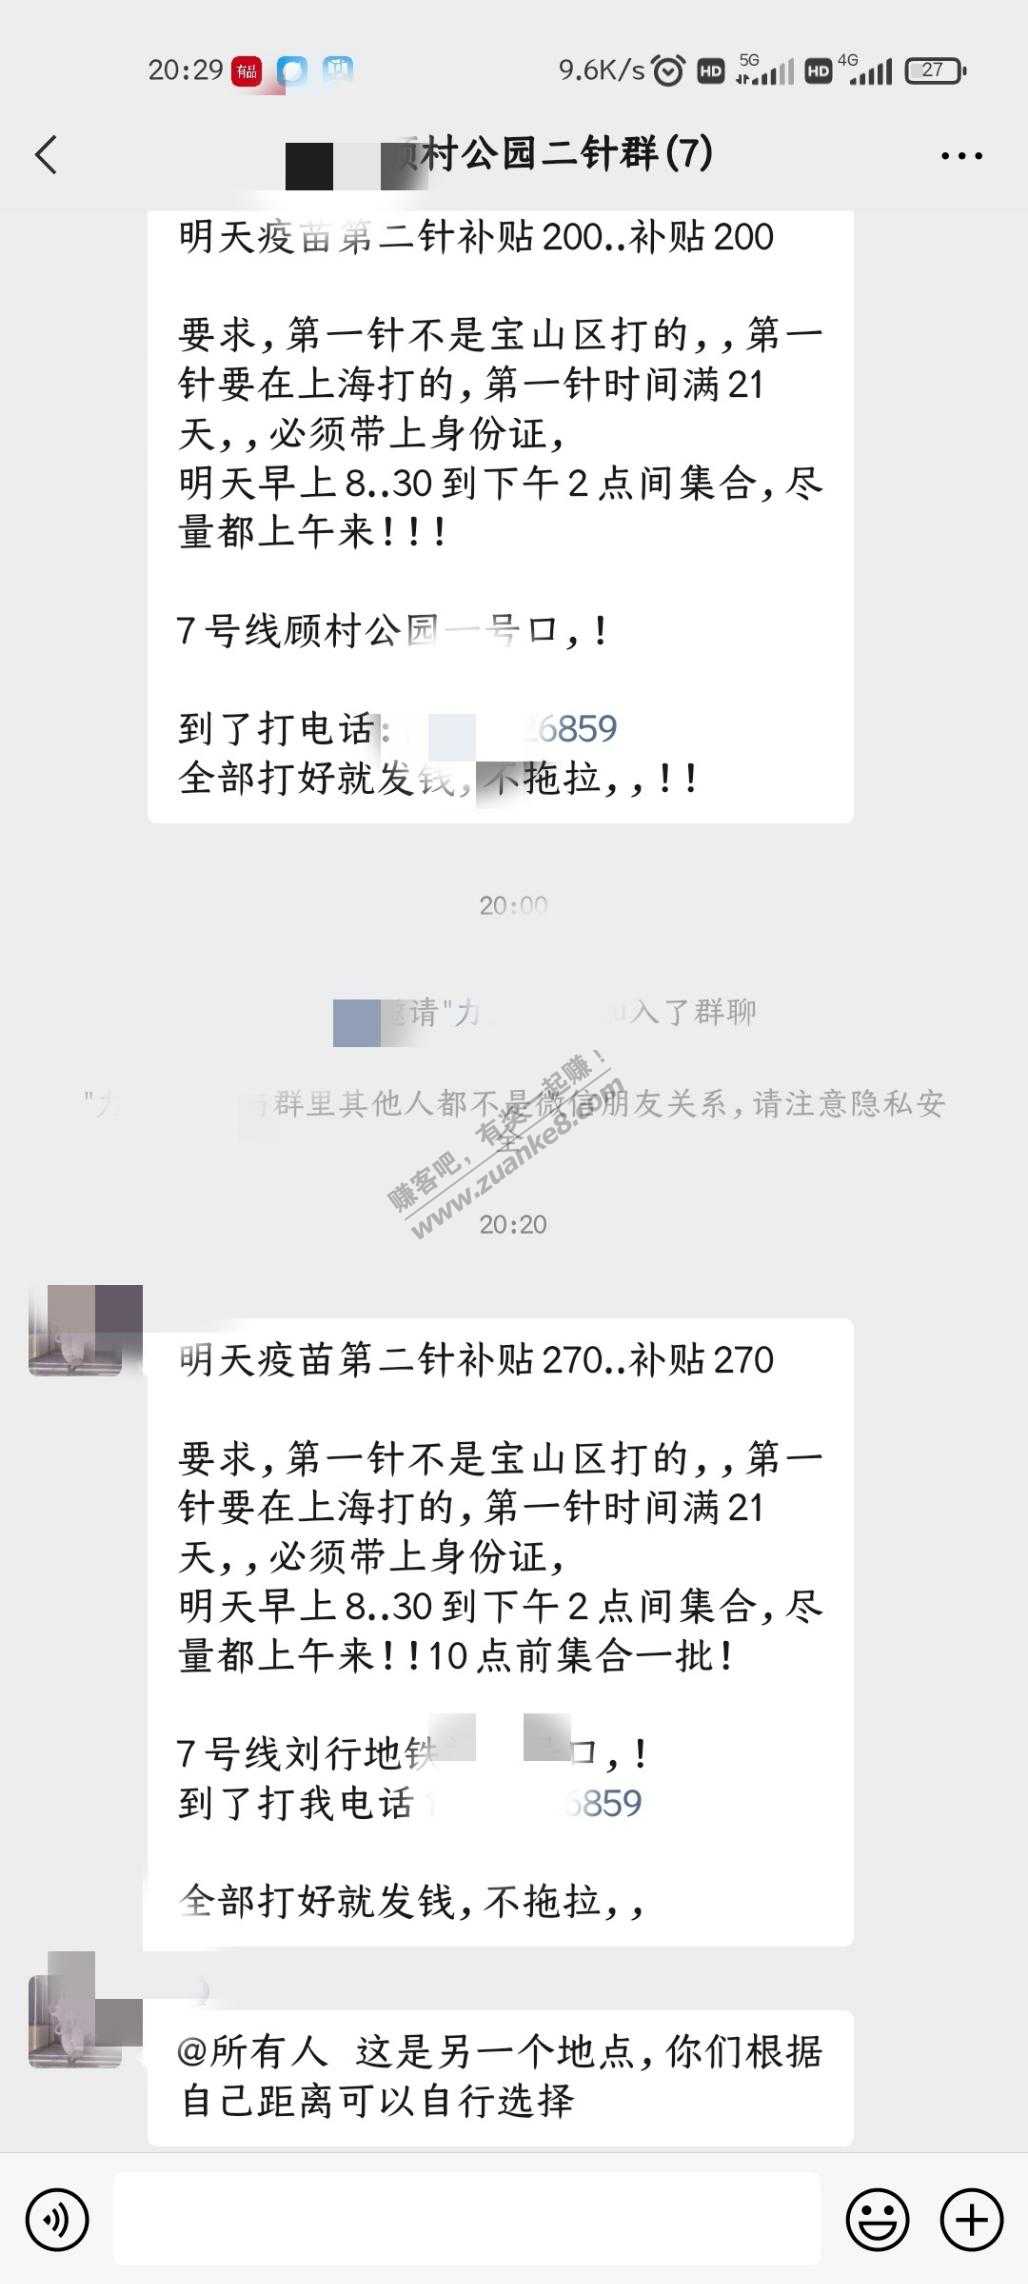 20:29
有品
9.6K/s
HD
5G
HD
4G
27
顾村公园二针群(7)
明天疫苗第二针补贴200..补贴200
要求,第一针不是宝山区打的,,第一
针要在上海打的,第一针时间满21
天,,必须带上身份证,
明天早上8..30到下午2点间集合,尽
量都上午来!!!
7号线顾村公园一号口,!
到了打电话: 6859
全部打好就发钱,不拖拉,,!!
20:00
邀请"力 加入了群聊
"力 与群里其他人都不是微信朋友关系,请注意隐私安
全
赚客吧,有奖一起赚!
www.zuanke8.com
20:20
明天疫苗第二针补贴270..补贴270
要求,第一针不是宝山区打的,,第一
针要在上海打的,第一针时间满21
天,,必须带上身份证,
明天早上8..30到下午2点间集合,尽
量都上午来!!10点前集合一批!
7号线刘行地铁 口,!
到了打我电话 6859
全部打好就发钱,不拖拉,,
@所有人 这是另一个地点,你们根据
自己距离可以自行选择